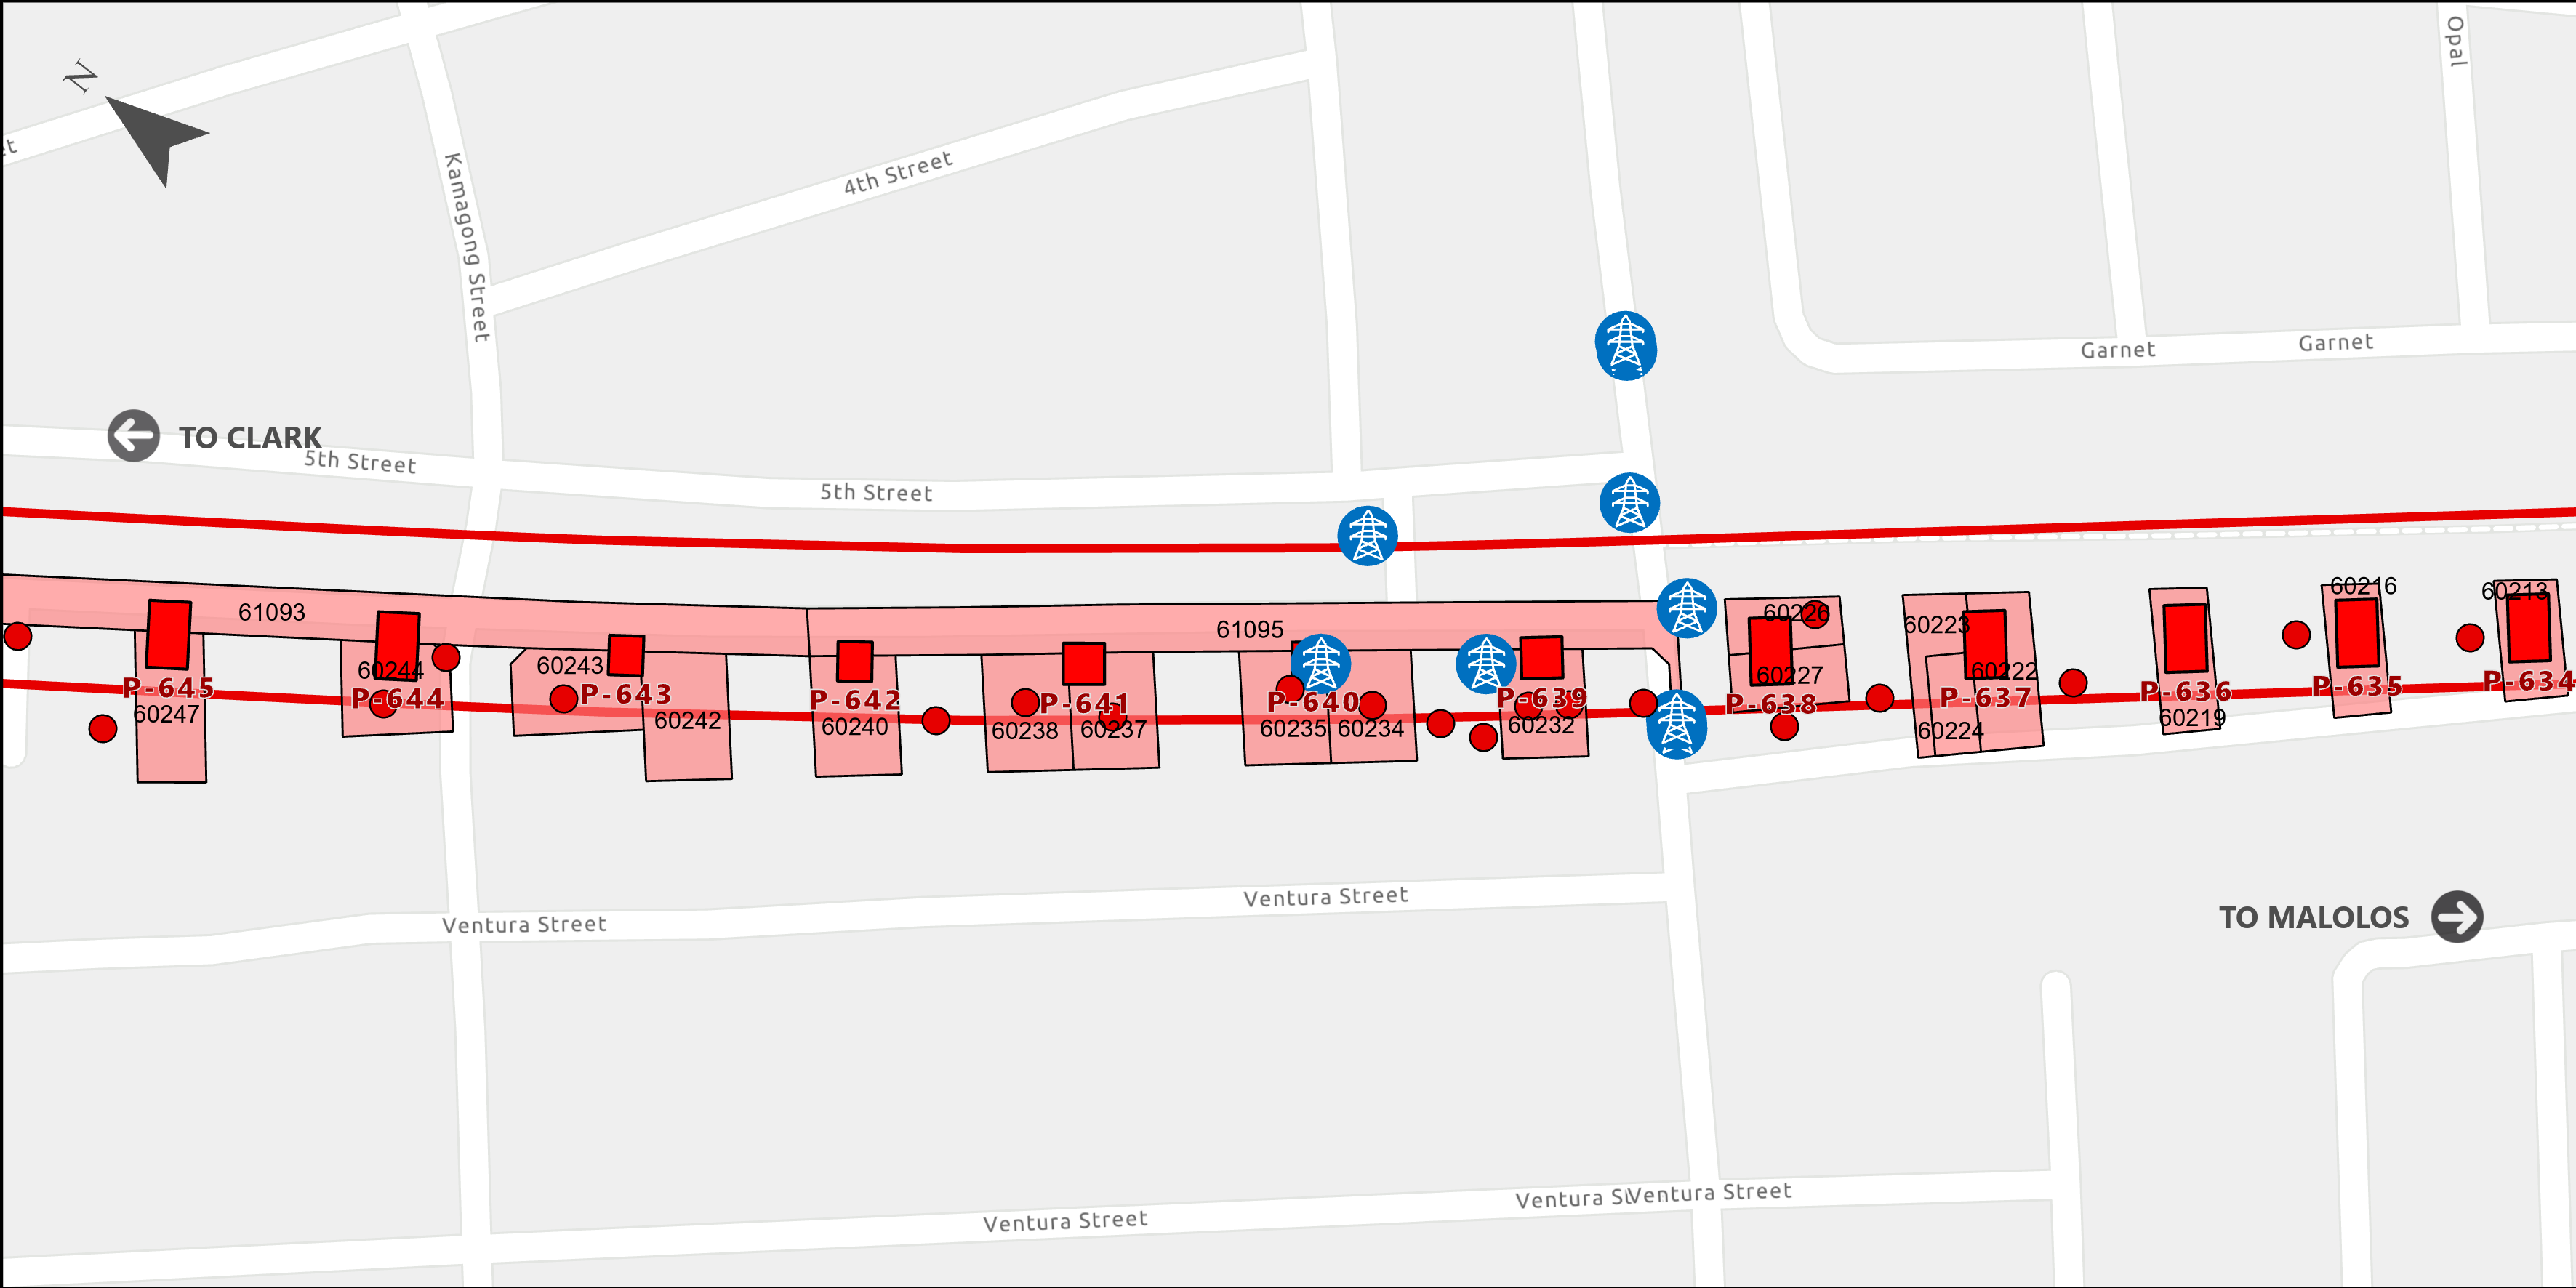 Opal
N
et
4th Street
Kamagong Street
Garnet
Garnet
TO CLARK
5th Street
5th Street
60216
60213
61093
60226
60223
61095
60243
60244
60222
60227
P-645
P-644
P-643
P-642
P-641
P-640
P-639
P-638
P-637
P-636
P-635
P-634
60247
60242
60240
60238
60237
60235
60234
60232
60224
60219
Ventura Street
Ventura Street
TO MALOLOS
Ventura Street
Ventura St
Ventura Street